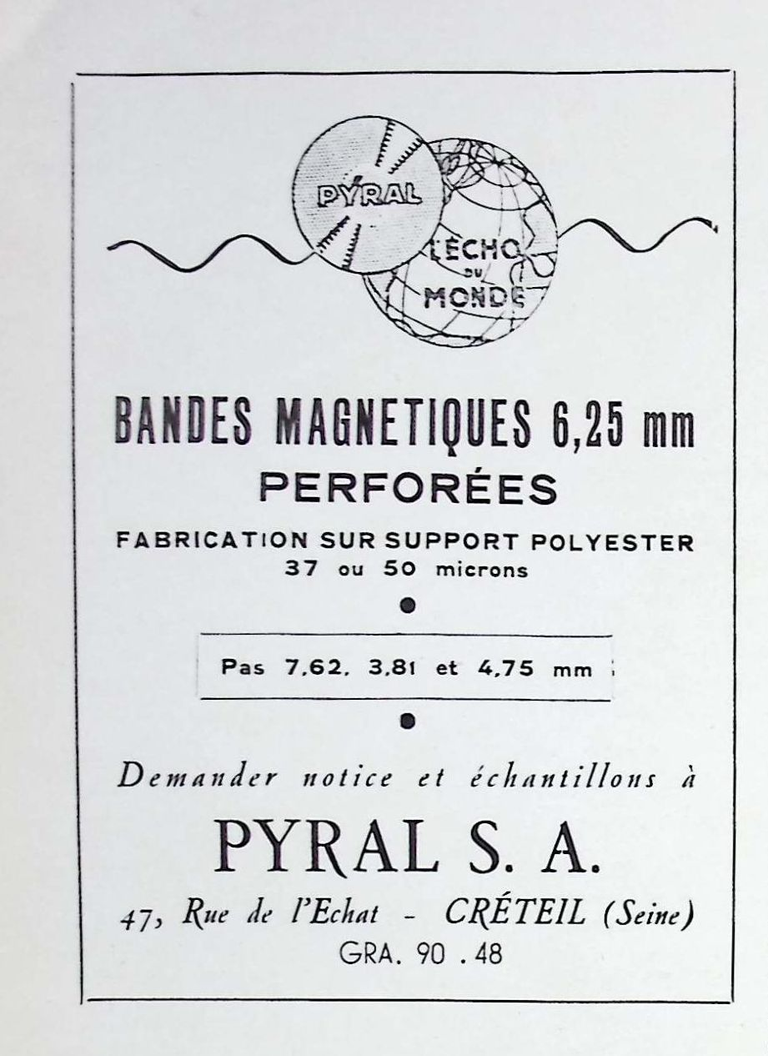 PYRAL
L'ÉCHO
DU
MONDE
BANDES MAGNETIQUES 6,25 mm
PERFORÉES
FABRICATION SUR SUPPORT POLYESTER
37 ou 50 microns
Pas 7,62, 3,81 et 4,75 mm
Demander notice et échantillons à
PYRAL S. A.
47, Rue de l'Echat - CRÉTEIL (Seine)
GRA. 90 . 48